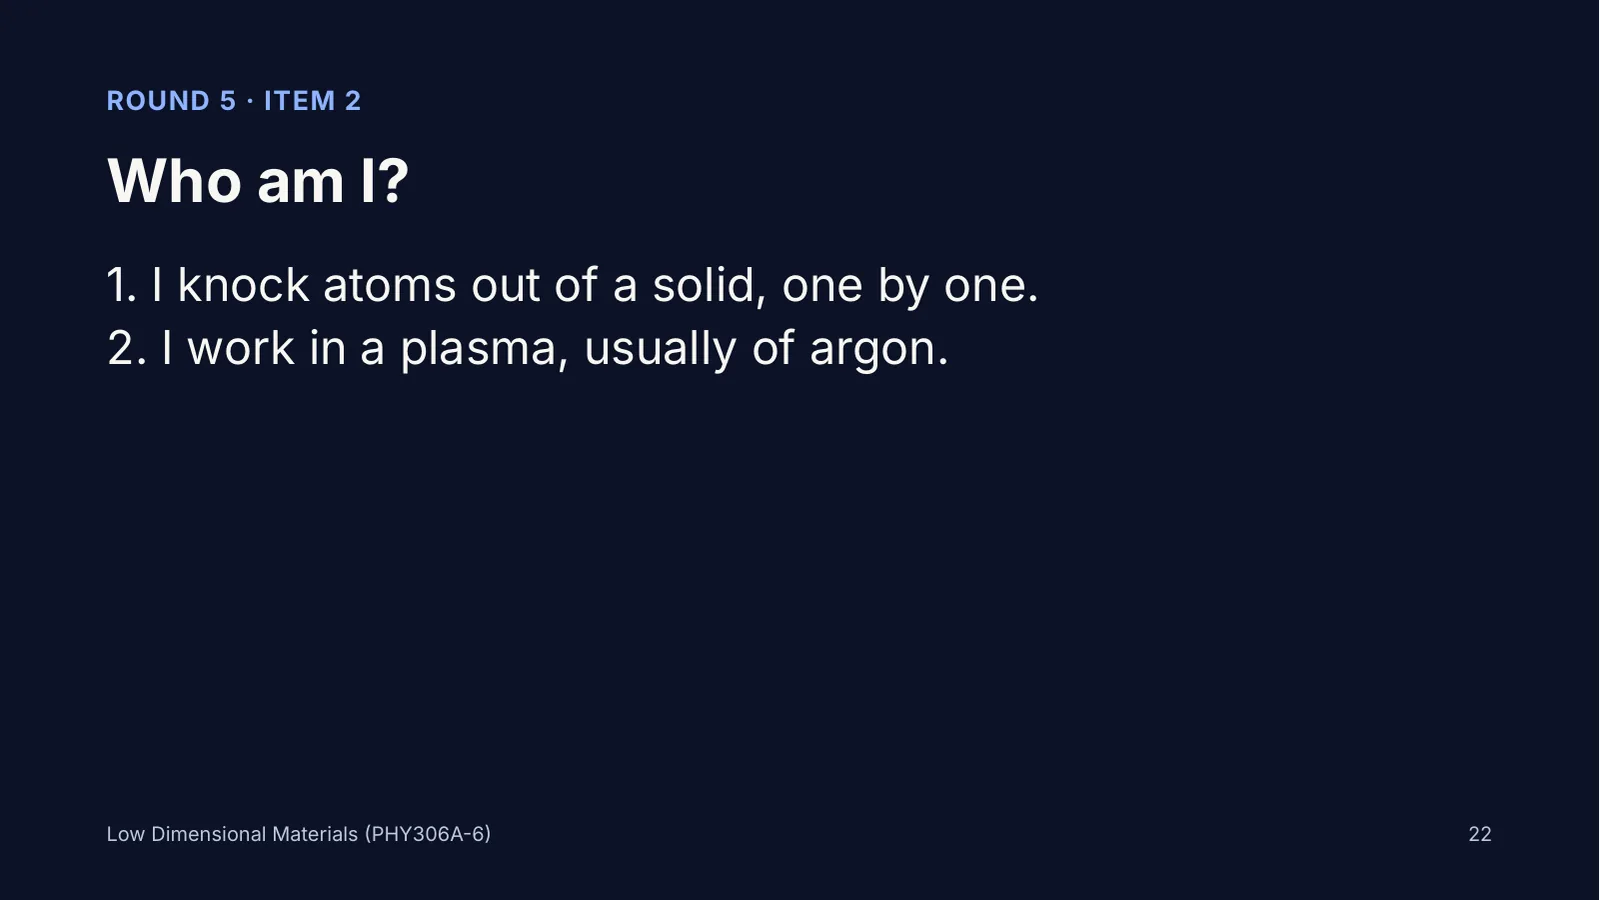 ROUND 5 · ITEM 2
Who am I?
1. I knock atoms out of a solid, one by one.
2. I work in a plasma, usually of argon.
Low Dimensional Materials (PHY306A-6)
22